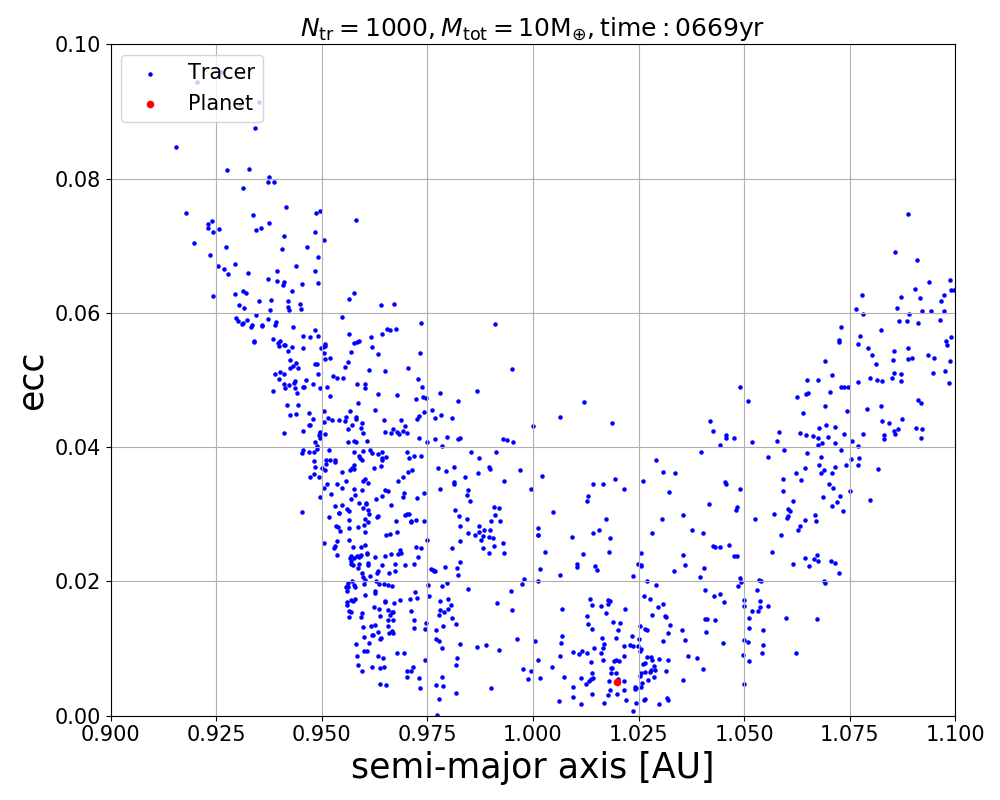 N_tr = 1000, M_tot = 10M_⊕, time : 0669yr
Tracer
Planet
ecc
0.10
0.08
0.06
0.04
0.02
0.00
0.900 0.925 0.950 0.975 1.000 1.025 1.050 1.075 1.100
semi-major axis [AU]